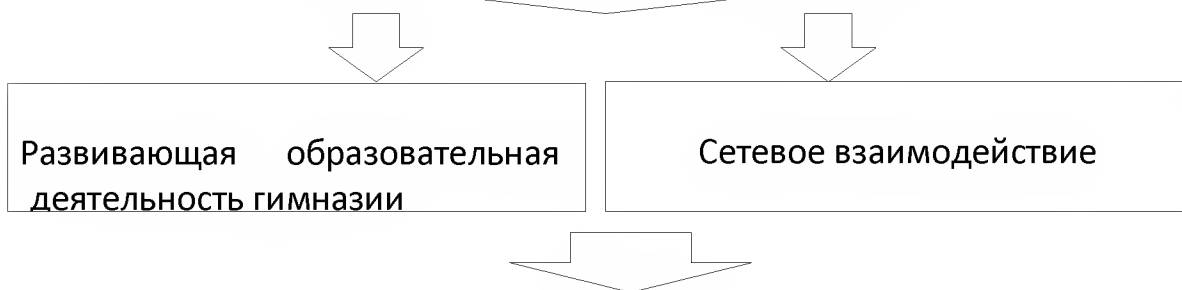 Развивающая образовательная
деятельность гимназии
Сетевое взаимодействие